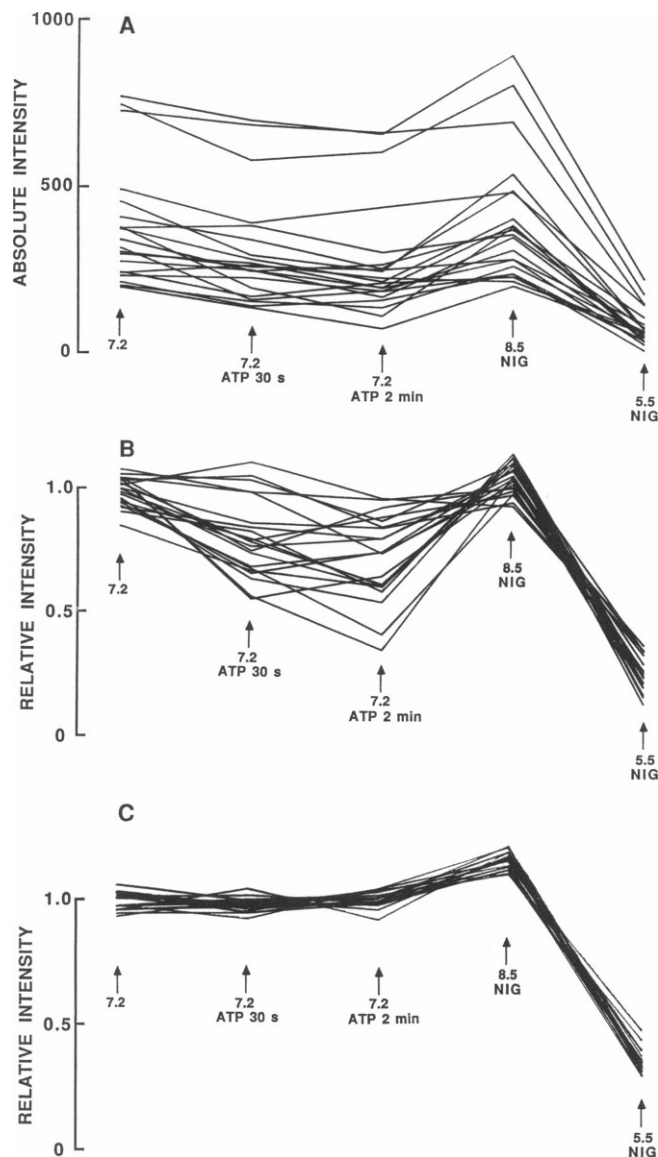 A
1000
500
0
ABSOLUTE INTENSITY
7.2
7.2
ATP 30 s
7.2
ATP 2 min
8.5
NIG
5.5
NIG
B
1.0
0.5
0
RELATIVE INTENSITY
7.2
7.2
ATP 30 s
7.2
ATP 2 min
8.5
NIG
5.5
NIG
C
1.0
0.5
0
RELATIVE INTENSITY
7.2
7.2
ATP 30 s
7.2
ATP 2 min
8.5
NIG
5.5
NIG